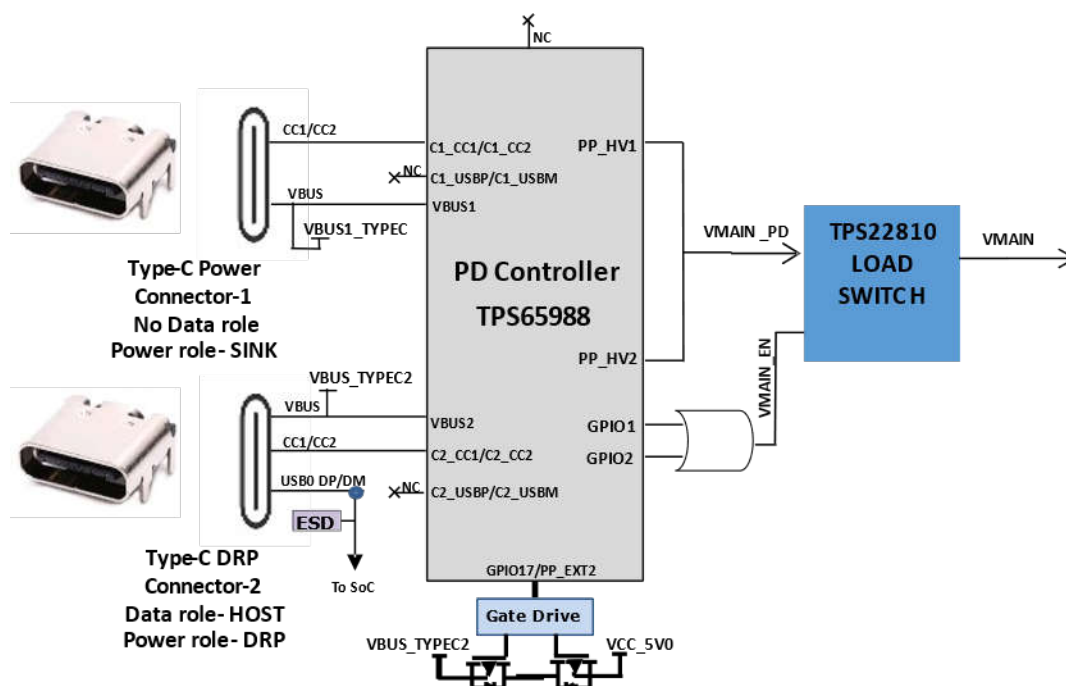 NC
CC1/CC2
C1_CC1/C1_CC2
PP_HV1
NC
C1_USBP/C1_USBM
VBUS
VBUS1
VBUS1_TYPEC
VMAIN _PD
TPS22810
LOAD
SWITCH
VMAIN
Type-C Power
Connector-1
No Data role
Power role- SINK
PD Controller
TPS65988
PP_HV2
VMAIN_EN
VBUS_TYPEC2
VBUS
VBUS2
GPIO1
CC1/CC2
C2_CC1/C2_CC2
GPIO2
USB0 DP/DM
NC
C2_USBP/C2_USBM
ESD
To SoC
Type-C DRP
Connector-2
Data role- HOST
Power role- DRP
GPIO17/PP_EXT2
Gate Drive
VBUS_TYPEC2
VCC_5V0